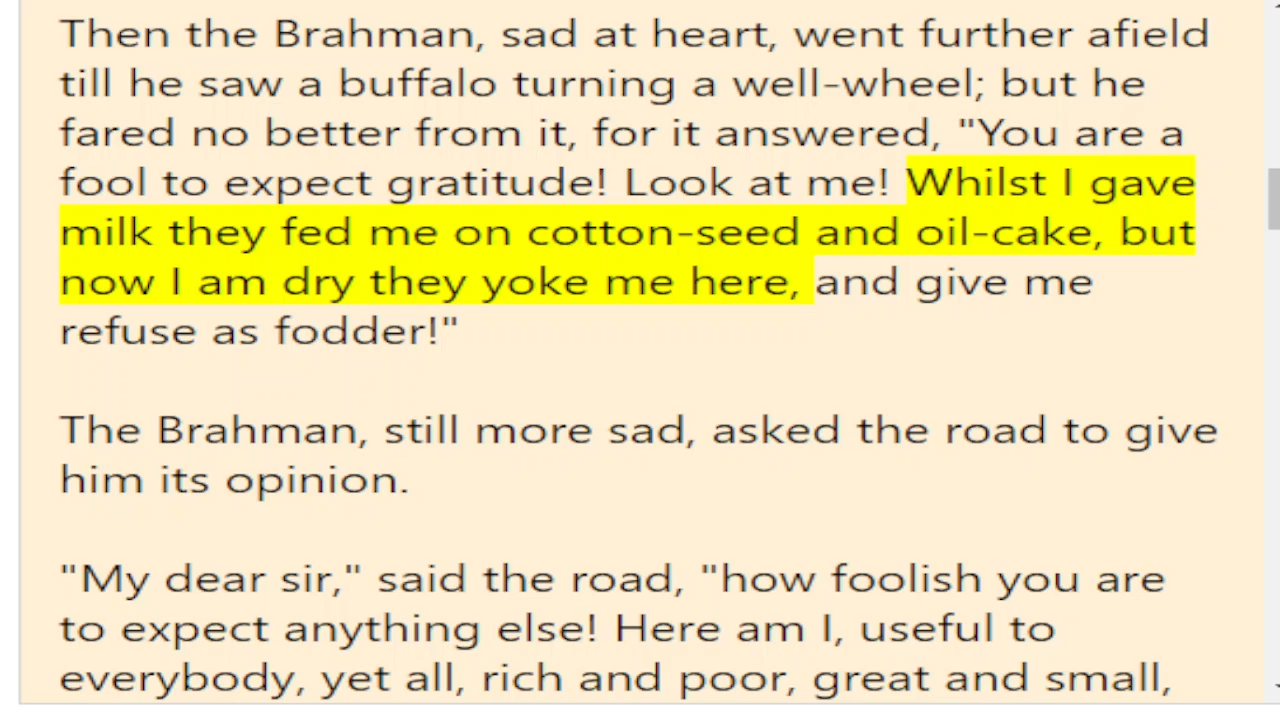 Then the Brahman, sad at heart, went further afield
till he saw a buffalo turning a well-wheel; but he
fared no better from it, for it answered, "You are a
fool to expect gratitude! Look at me! Whilst I gave
milk they fed me on cotton-seed and oil-cake, but
now I am dry they yoke me here, and give me
refuse as fodder!"
The Brahman, still more sad, asked the road to give
him its opinion.
"My dear sir," said the road, "how foolish you are
to expect anything else! Here am I, useful to
everybody, yet all, rich and poor, great and small,